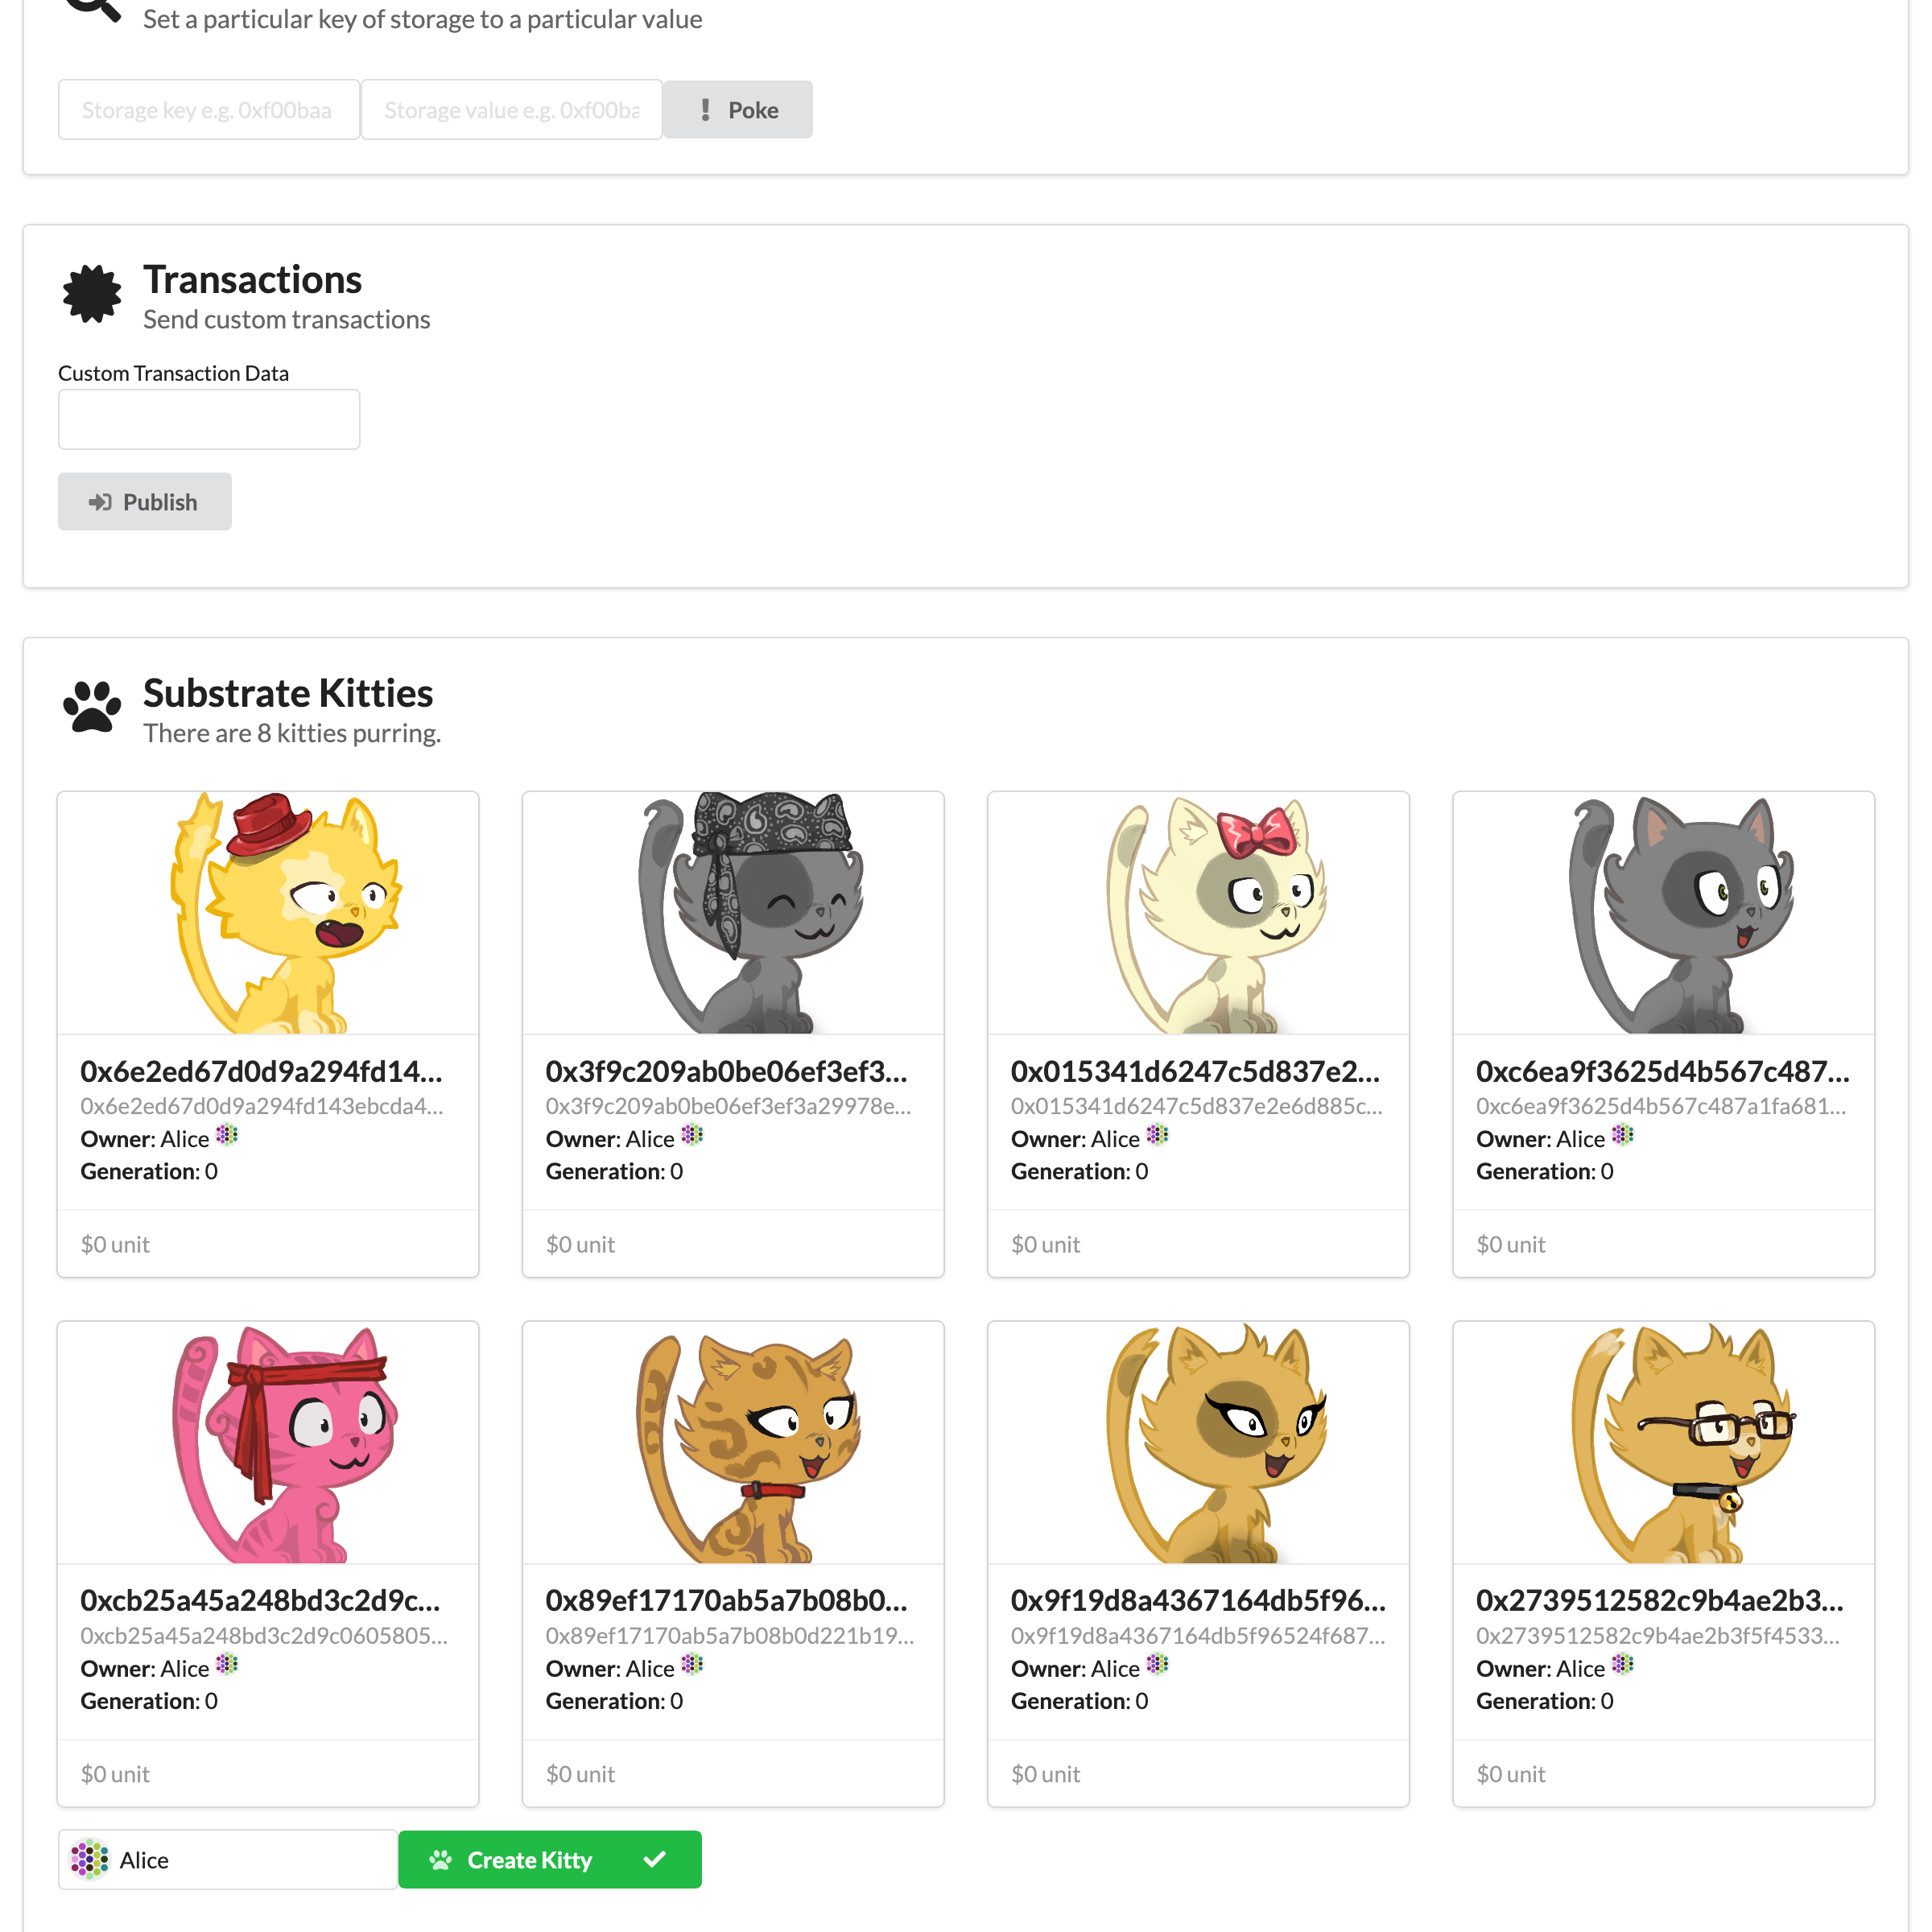 Set a particular key of storage to a particular value
Storage key e.g. 0xf00baa
Storage value e.g. 0xf00ba
Poke
Transactions
Send custom transactions
Custom Transaction Data
Publish
Substrate Kitties
There are 8 kitties purring.
0x6e2ed67d0d9a294fd14...
0x6e2ed67d0d9a294fd143ebcda4...
Owner: Alice
Generation: 0
$0 unit
0x3f9c209ab0be06ef3ef3...
0x3f9c209ab0be06ef3ef3a29978e...
Owner: Alice
Generation: 0
$0 unit
0x015341d6247c5d837e2...
0x015341d6247c5d837e2e6d885c...
Owner: Alice
Generation: 0
$0 unit
0xc6ea9f3625d4b567c487...
0xc6ea9f3625d4b567c487a1fa681...
Owner: Alice
Generation: 0
$0 unit
0xcb25a45a248bd3c2d9c...
0xcb25a45a248bd3c2d9c0605805...
Owner: Alice
Generation: 0
$0 unit
0x89ef17170ab5a7b08b0...
0x89ef17170ab5a7b08b0d221b19...
Owner: Alice
Generation: 0
$0 unit
0x9f19d8a4367164db5f96...
0x9f19d8a4367164db5f96524f687...
Owner: Alice
Generation: 0
$0 unit
0x2739512582c9b4ae2b3...
0x2739512582c9b4ae2b3f5f4533...
Owner: Alice
Generation: 0
$0 unit
Alice
Create Kitty